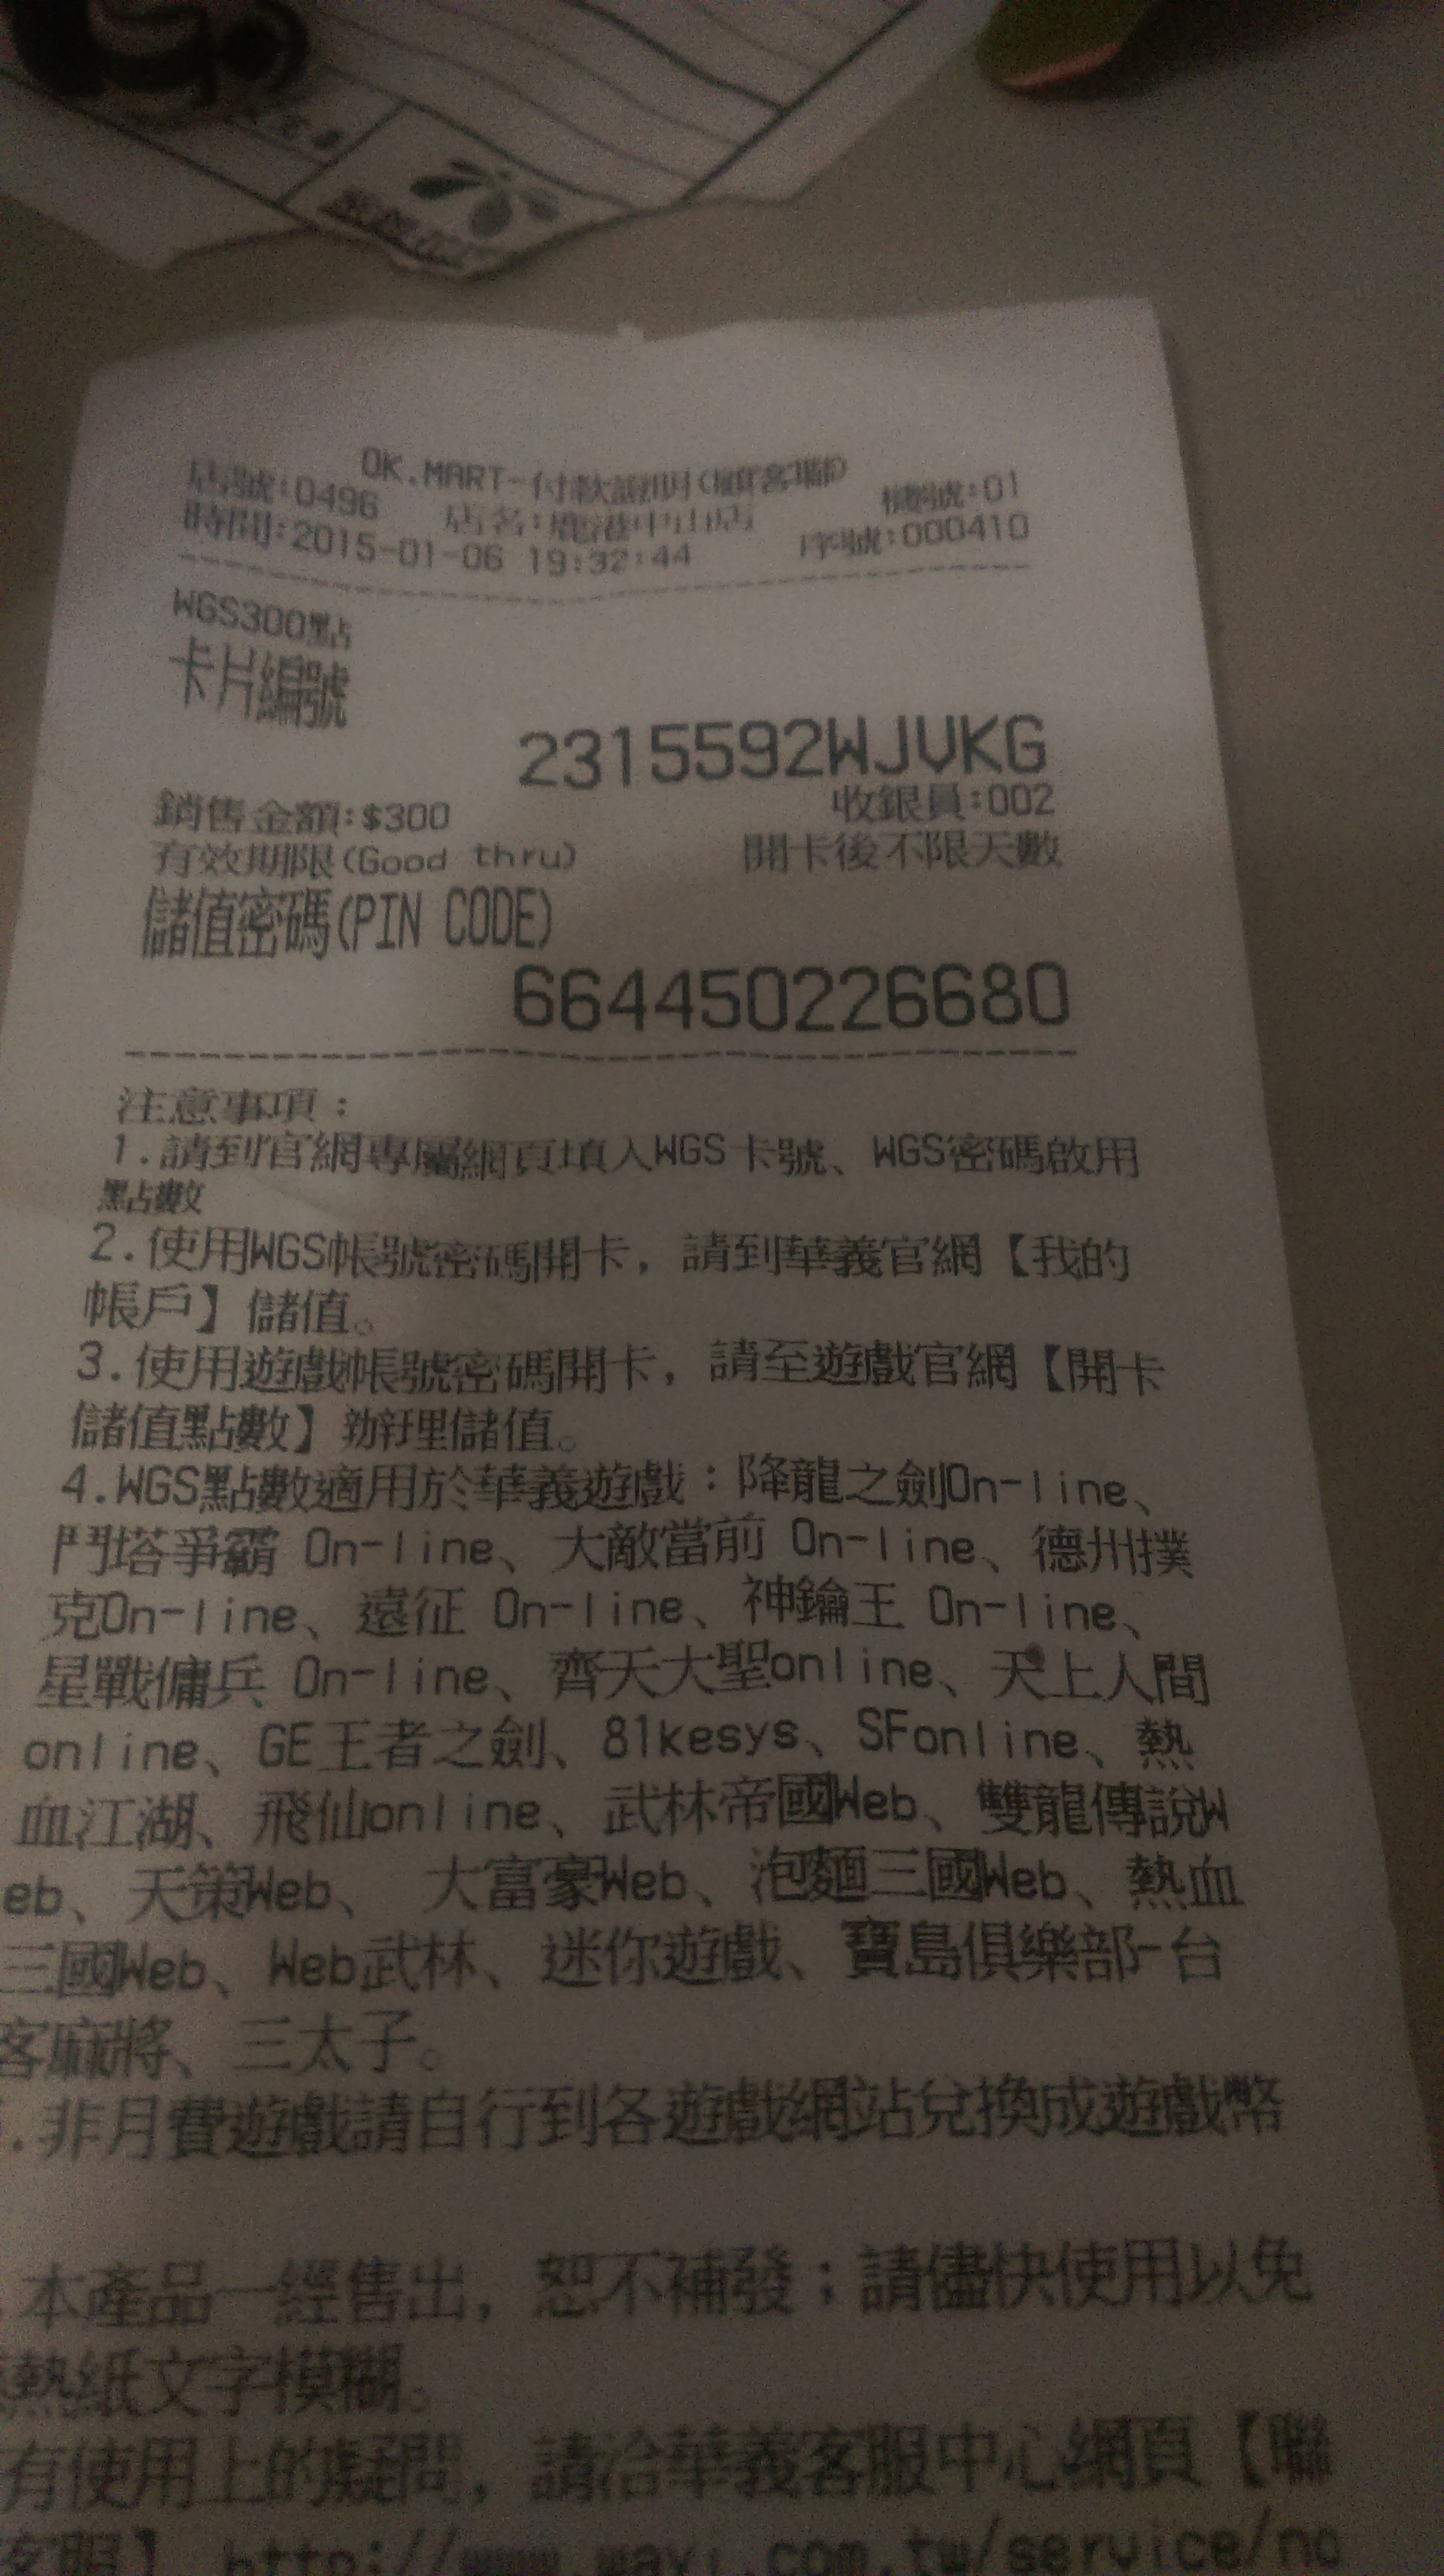 OK.MART-付款說明(顧客聯)
店號:0496 店名:鹿港中山店 機號:01
時間:2015-01-06 19:32:44 序號:000410
WGS300點
卡片編號
2315592WJVKG
銷售金額:$300 收銀員:002
有效期限(Good thru) 開卡後不限天數
儲值密碼(PIN CODE)
664450226680
注意事項：
1.請到官網專屬網頁填入WGS卡號、WGS密碼啟用
點數
2.使用WGS帳號密碼開卡，請到華義官網【我的
帳戶】儲值。
3.使用遊戲帳號密碼開卡，請至遊戲官網【開卡
儲值點數】辦理儲值。
4.WGS點數適用於華義遊戲：降龍之劍On-line、
鬥塔爭霸 On-line、大敵當前 On-line、德州撲
克On-line、遠征 On-line、神鑰王 On-line、
星戰傭兵 On-line、齊天大聖online、天上人間
online、GE王者之劍、81kesys、SFonline、熱
血江湖、飛仙online、武林帝國Web、雙龍傳說W
eb、天策Web、 大富豪Web、泡麵三國Web、熱血
三國Web、Web武林、迷你遊戲、寶島俱樂部-台
客麻將、三太子。
.非月費遊戲請自行到各遊戲網站兌換成遊戲幣
本產品一經售出，恕不補發；請儘快使用以免
熱紙文字模糊。
有使用上的疑問，請洽華義客服中心網頁【聯
客服】 http://www.wayi.com.tw/service/no